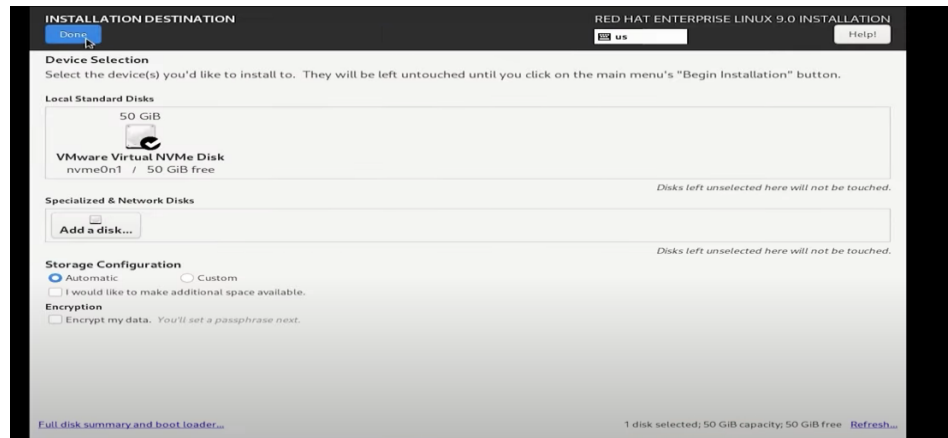 INSTALLATION DESTINATION
RED HAT ENTERPRISE LINUX 9.0 INSTALLATION
Done
us
Help!
Device Selection
Select the device(s) you'd like to install to. They will be left untouched until you click on the main menu's "Begin Installation" button.
Local Standard Disks
50 GiB
VMware Virtual NVMe Disk
nvme0n1 / 50 GiB free
Disks left unselected here will not be touched.
Specialized & Network Disks
Add a disk...
Disks left unselected here will not be touched.
Storage Configuration
Automatic Custom
I would like to make additional space available.
Encryption
Encrypt my data. You'll set a passphrase next.
Full disk summary and boot loader...
1 disk selected; 50 GiB capacity; 50 GiB free Refresh...